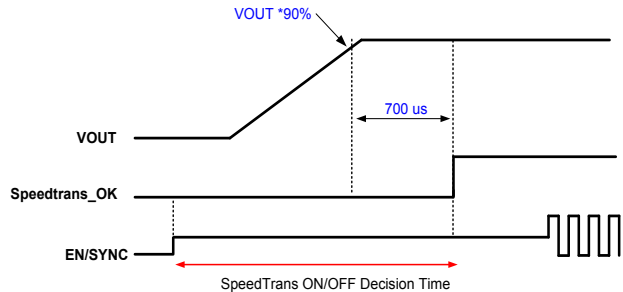 VOUT *90%
700 us
VOUT
Speedtrans_OK
EN/SYNC
SpeedTrans ON/OFF Decision Time